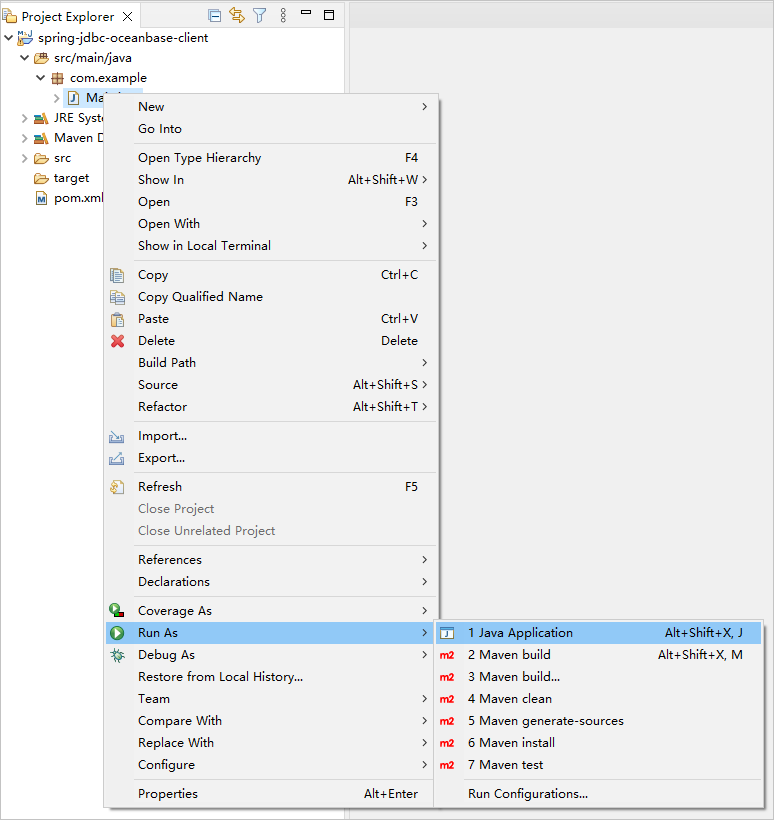 Project Explorer
spring-jdbc-oceanbase-client
src/main/java
com.example
JRE Syste
Maven D
src
target
pom.xml
New
Go Into
Open Type Hierarchy F4
Show In Alt+Shift+W
Open F3
Open With
Show in Local Terminal
Copy Ctrl+C
Copy Qualified Name
Paste Ctrl+V
Delete Delete
Build Path
Source Alt+Shift+S
Refactor Alt+Shift+T
Import...
Export...
Refresh F5
Close Project
Close Unrelated Project
References
Declarations
Coverage As
Run As
Debug As
Restore from Local History...
Team
Compare With
Replace With
Configure
Properties Alt+Enter
1 Java Application Alt+Shift+X, J
m2 2 Maven build Alt+Shift+X, M
m2 3 Maven build...
m2 4 Maven clean
m2 5 Maven generate-sources
m2 6 Maven install
m2 7 Maven test
Run Configurations...